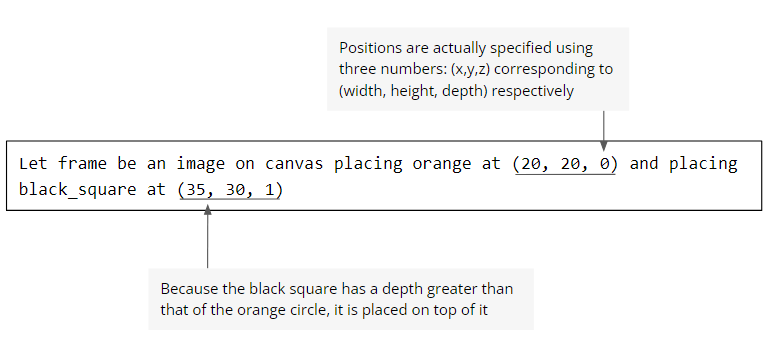 Positions are actually specified using
three numbers: (x,y,z) corresponding to
(width, height, depth) respectively
Let frame be an image on canvas placing orange at (20, 20, 0) and placing
black_square at (35, 30, 1)
Because the black square has a depth greater than
that of the orange circle, it is placed on top of it